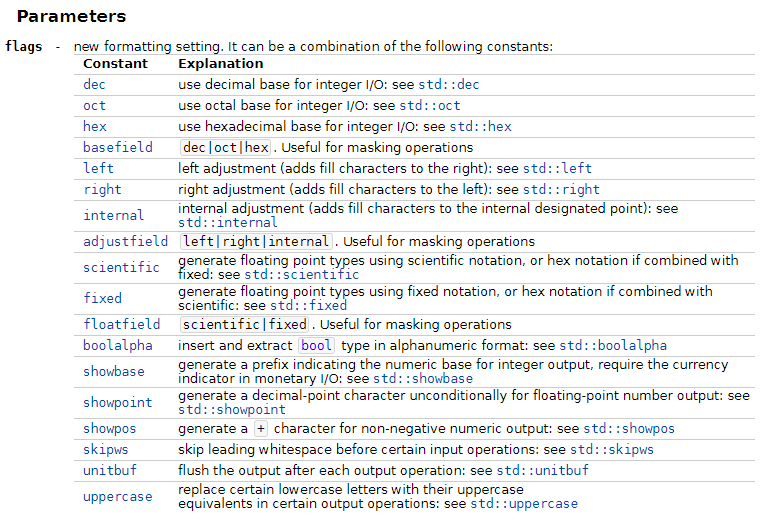 Parameters
flags - new formatting setting. It can be a combination of the following constants:
Constant Explanation
dec use decimal base for integer I/O: see std::dec
oct use octal base for integer I/O: see std::oct
hex use hexadecimal base for integer I/O: see std::hex
basefield dec|oct|hex. Useful for masking operations
left left adjustment (adds fill characters to the right): see std::left
right right adjustment (adds fill characters to the left): see std::right
internal internal adjustment (adds fill characters to the internal designated point): see
std::internal
adjustfield left|right|internal. Useful for masking operations
scientific generate floating point types using scientific notation, or hex notation if combined with
fixed: see std::scientific
fixed generate floating point types using fixed notation, or hex notation if combined with
scientific: see std::fixed
floatfield scientific|fixed. Useful for masking operations
boolalpha insert and extract bool type in alphanumeric format: see std::boolalpha
showbase generate a prefix indicating the numeric base for integer output, require the currency
indicator in monetary I/O: see std::showbase
showpoint generate a decimal-point character unconditionally for floating-point number output: see
std::showpoint
showpos generate a + character for non-negative numeric output: see std::showpos
skipws skip leading whitespace before certain input operations: see std::skipws
unitbuf flush the output after each output operation: see std::unitbuf
uppercase replace certain lowercase letters with their uppercase
equivalents in certain output operations: see std::uppercase